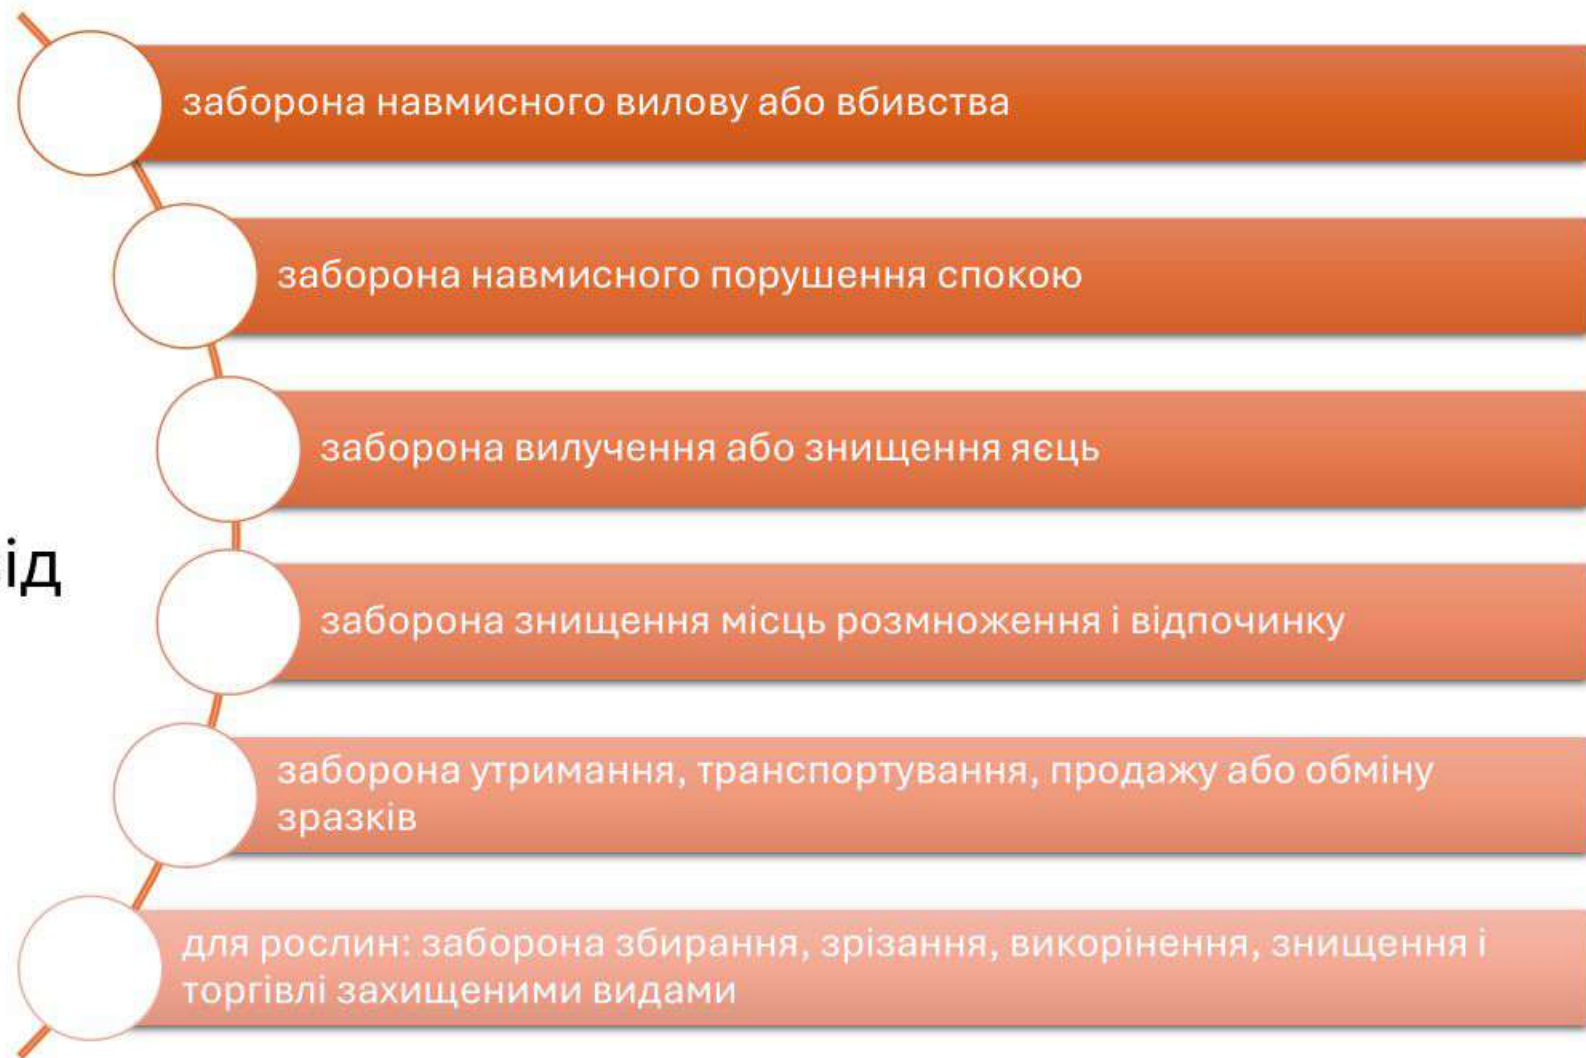 заборона навмисного вилову або вбивства
заборона навмисного порушення спокою
заборона вилучення або знищення яєць
ід
заборона знищення місць розмноження і відпочинку
заборона утримання, транспортування, продажу або обміну
зразків
для рослин: заборона збирання, зрізання, викорінення, знищення і
торгівлі захищеними видами